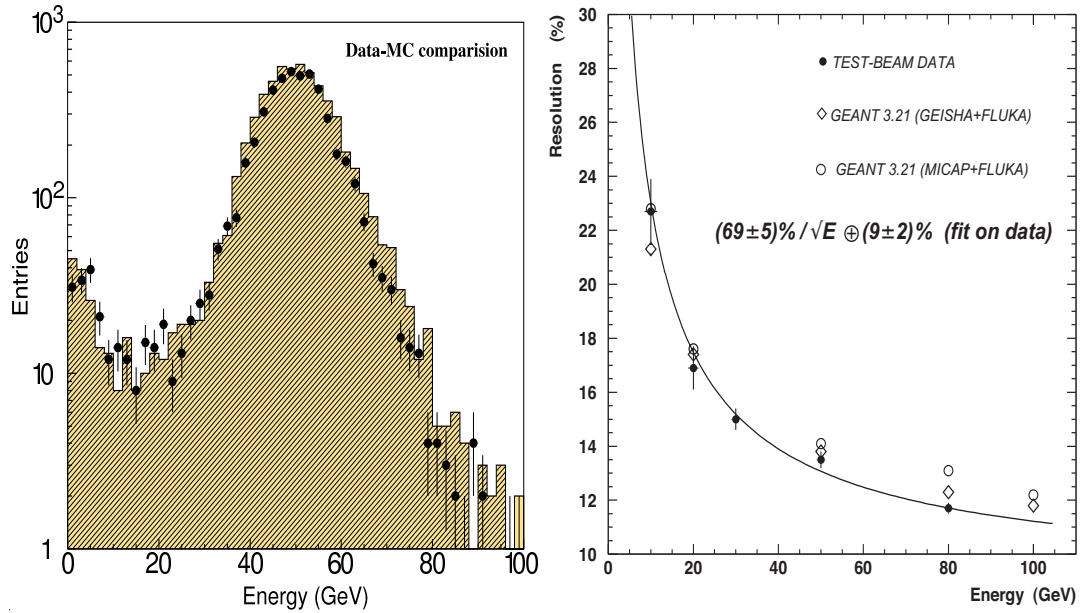 Data-MC comparision
Entries
10³
10²
10
1
0 20 40 60 80 100
Energy (GeV)
Resolution (%)
30
28
26
24
22
20
18
16
14
12
10
TEST-BEAM DATA
GEANT 3.21 (GEISHA+FLUKA)
GEANT 3.21 (MICAP+FLUKA)
(69±5)% / √E ⊕ (9±2)% (fit on data)
0 20 40 60 80 100
Energy (GeV)